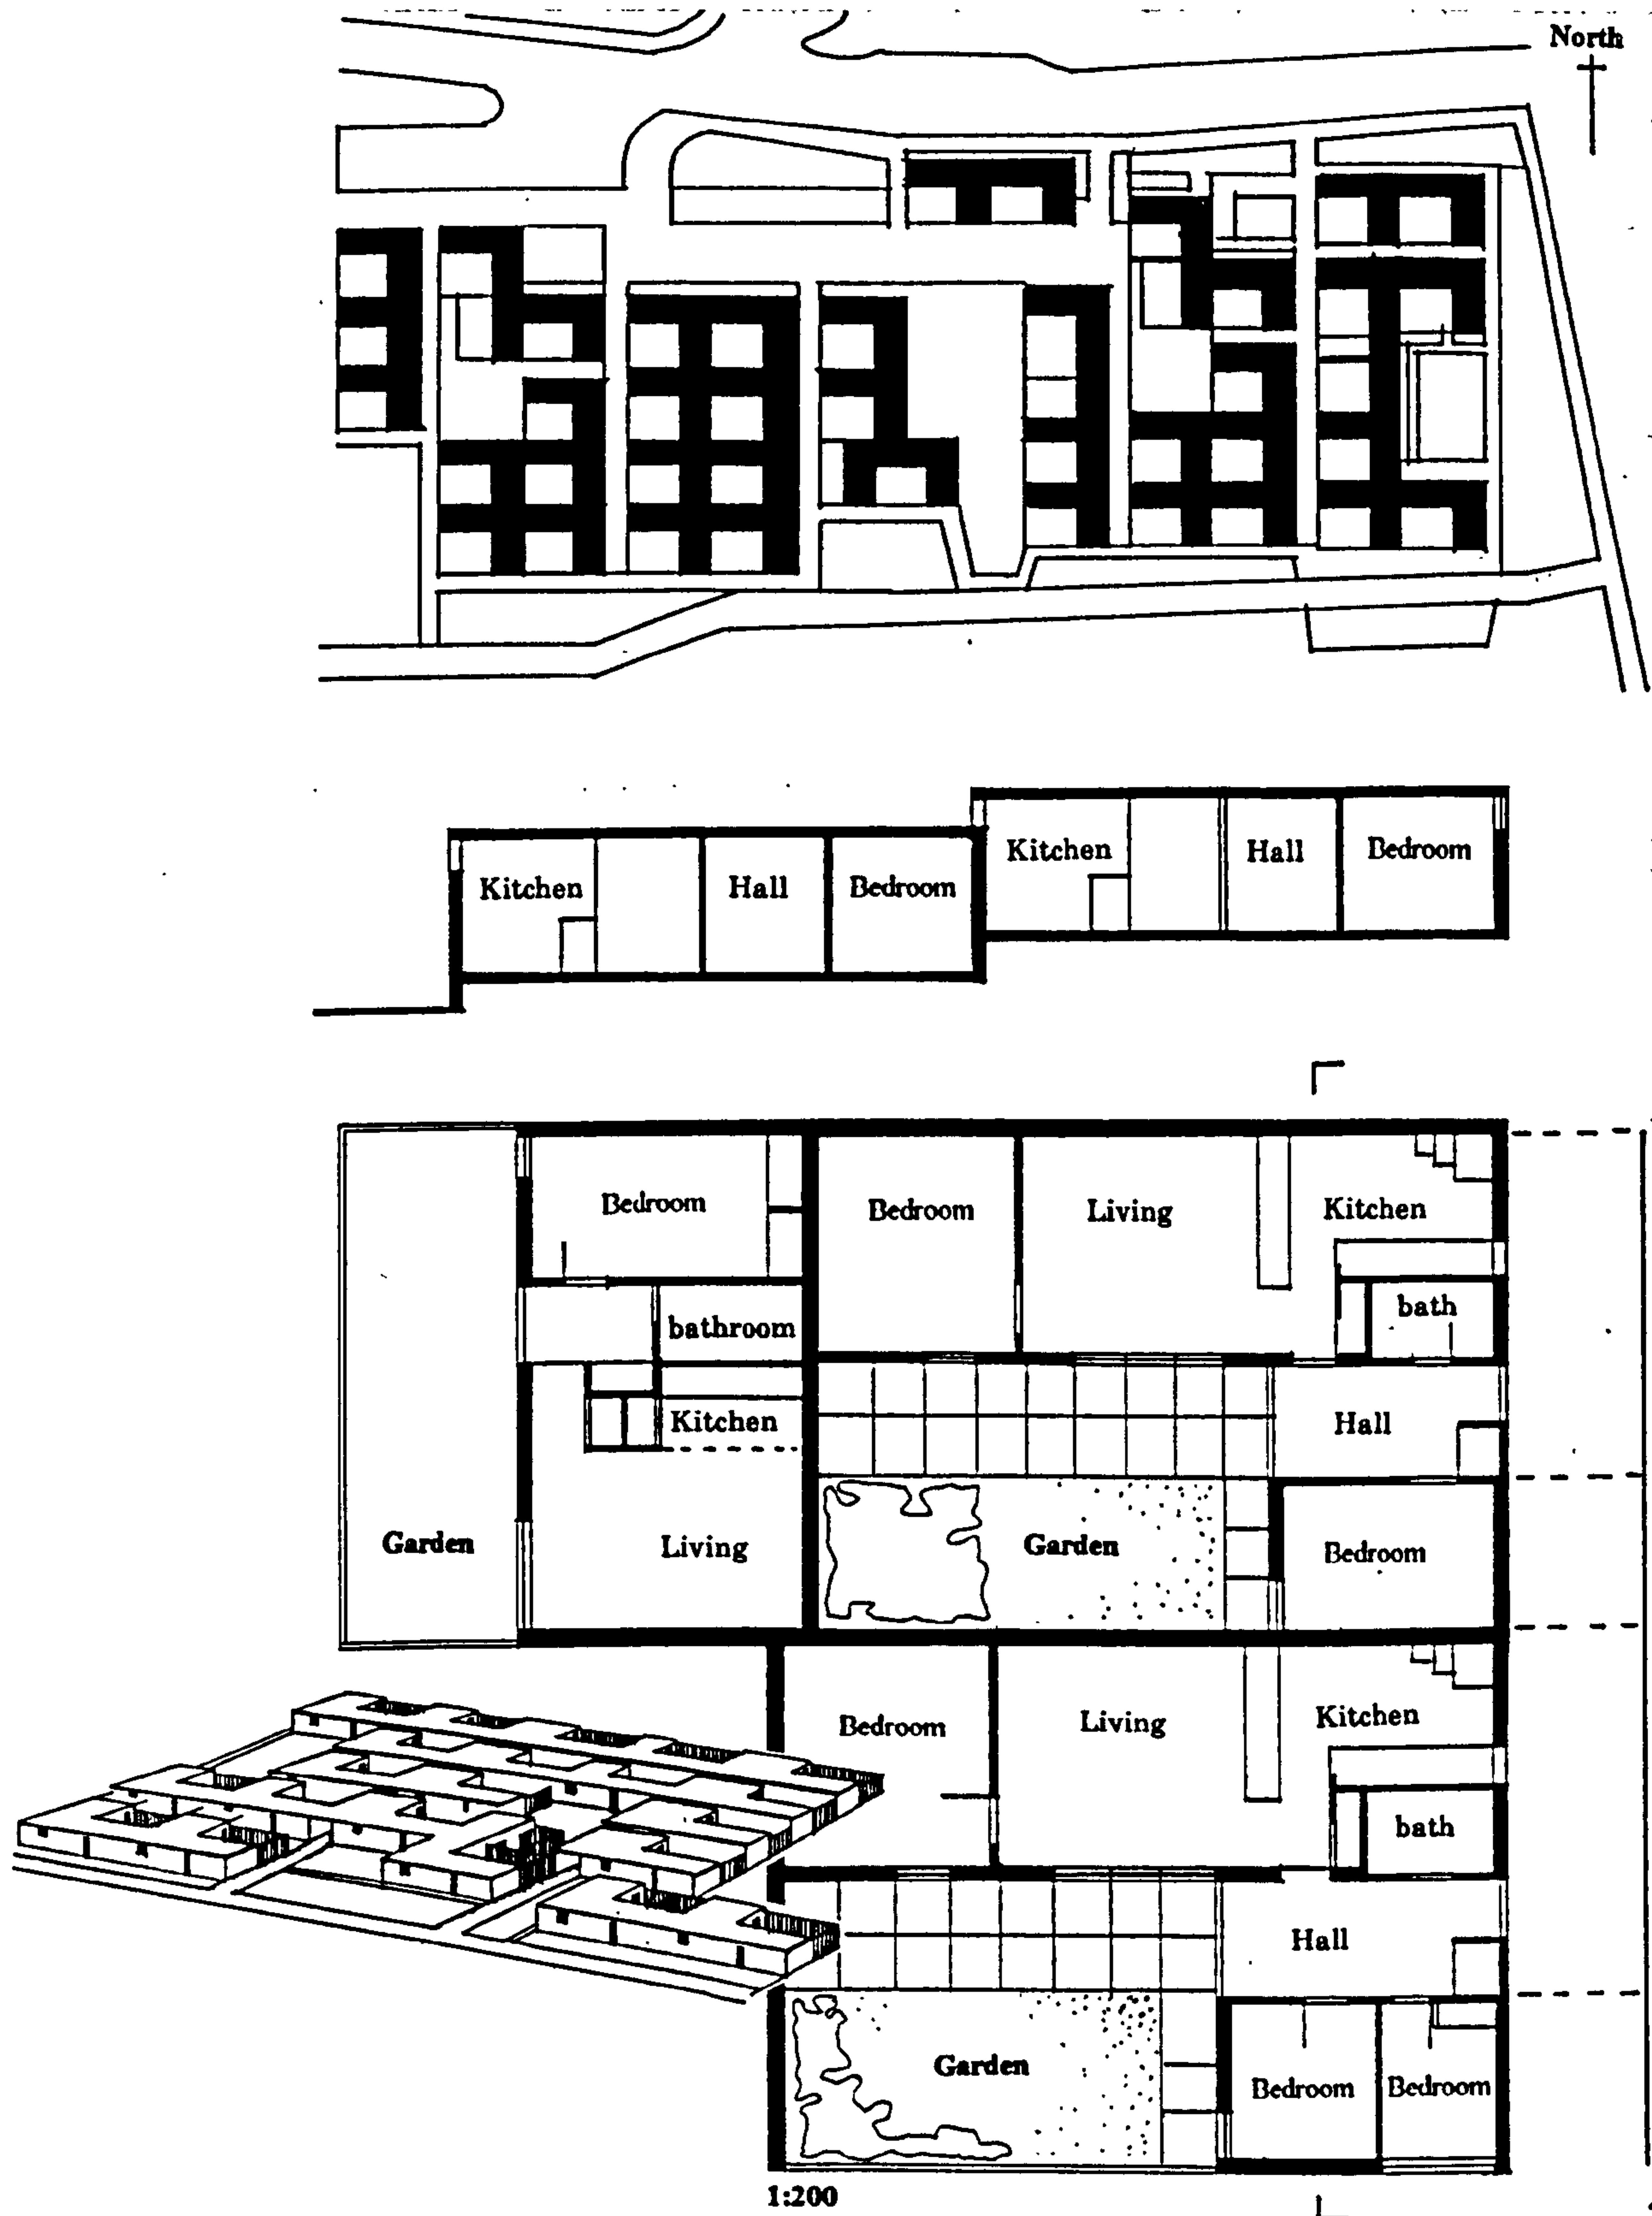 North
Kitchen Hall Bedroom
Kitchen Hall Bedroom
Bedroom Bedroom Living Kitchen
bathroom bath
Kitchen Hall
Garden Living Garden Bedroom
Bedroom Living Kitchen
bath
Hall
Garden Bedroom Bedroom
1:200